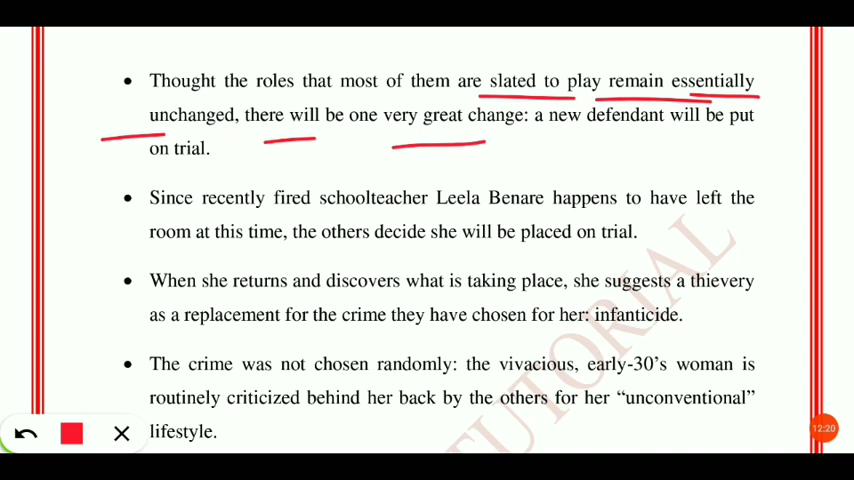 • Thought the roles that most of them are slated to play remain essentially
unchanged, there will be one very great change: a new defendant will be put
on trial.
• Since recently fired schoolteacher Leela Benare happens to have left the
room at this time, the others decide she will be placed on trial.
• When she returns and discovers what is taking place, she suggests a thievery
as a replacement for the crime they have chosen for her: infanticide.
• The crime was not chosen randomly: the vivacious, early-30's woman is
routinely criticized behind her back by the others for her “unconventional”
lifestyle.
TUTORIAL
12:20